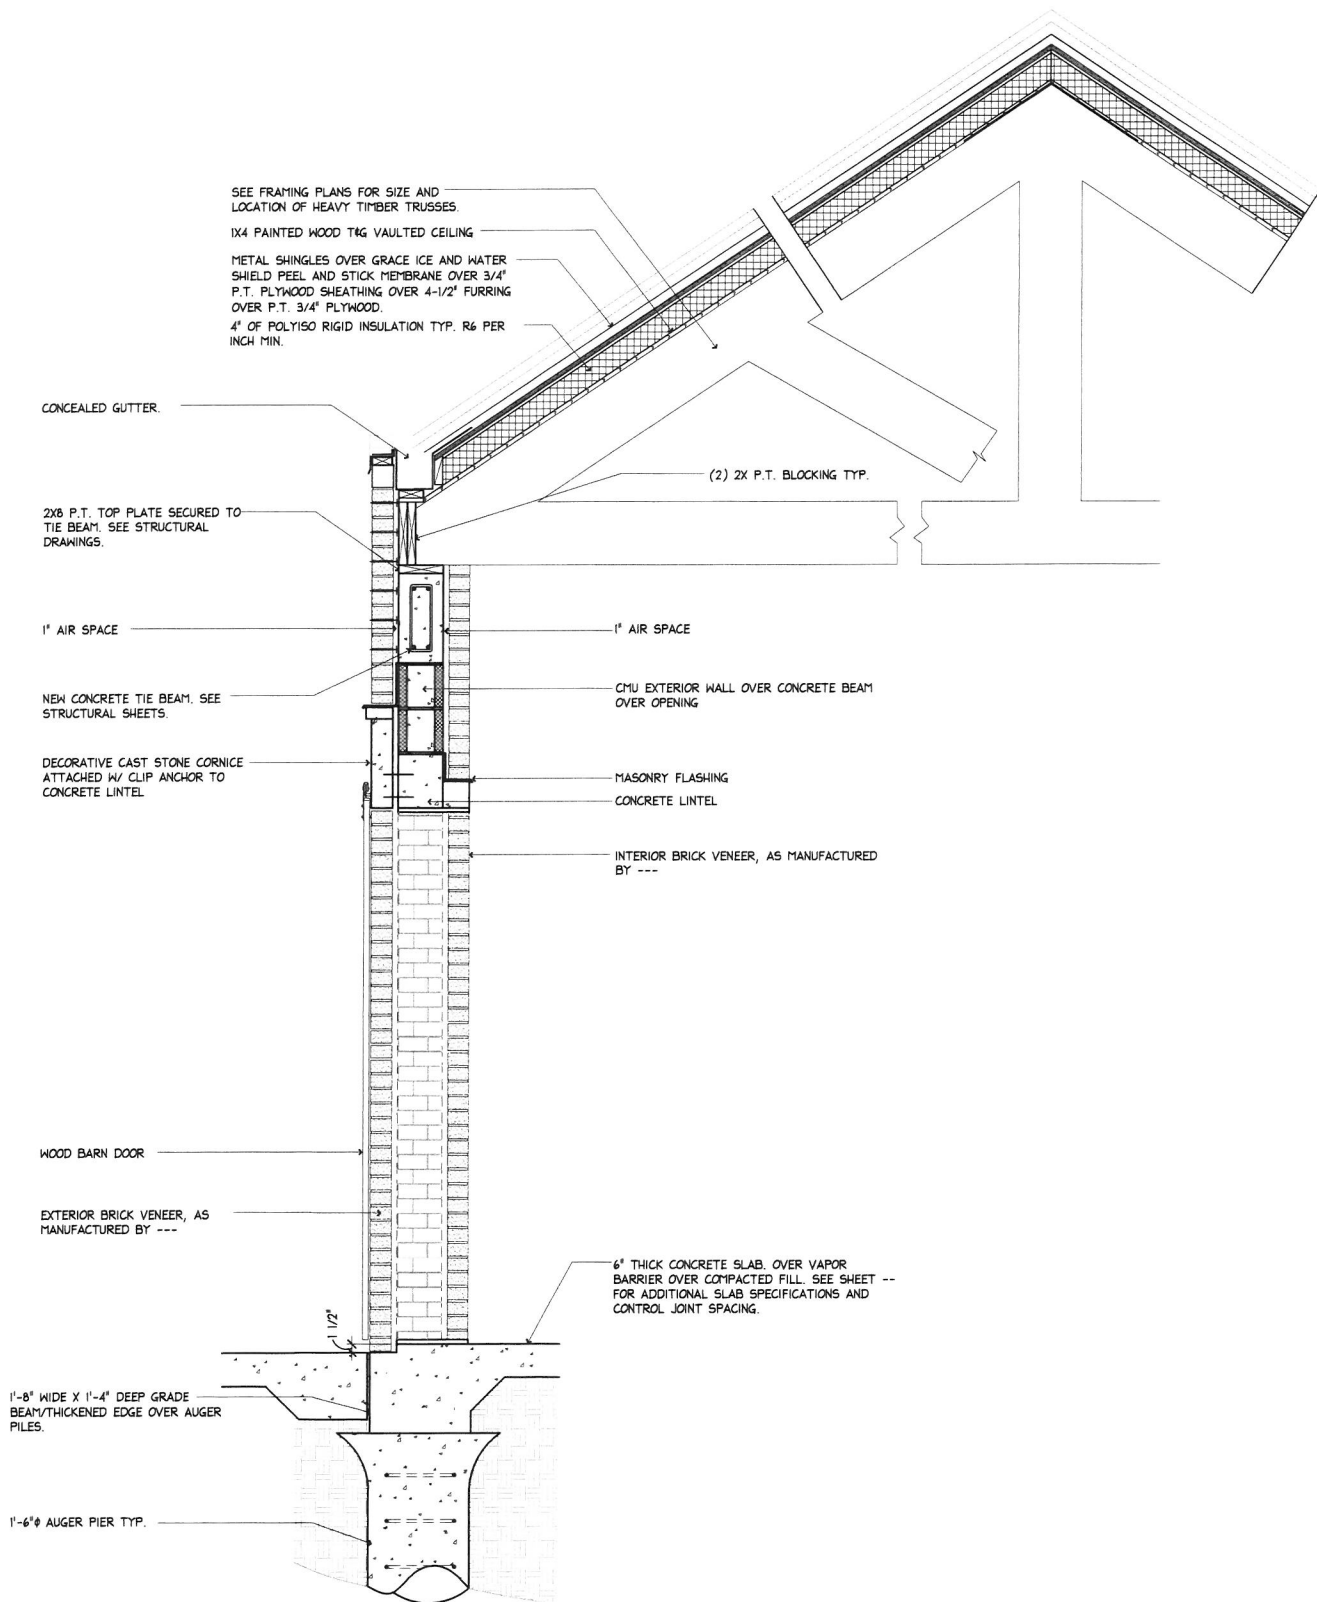 SEE FRAMING PLANS FOR SIZE AND
LOCATION OF HEAVY TIMBER TRUSSES.
1X4 PAINTED WOOD T&G VAULTED CEILING
METAL SHINGLES OVER GRACE ICE AND WATER
SHIELD PEEL AND STICK MEMBRANE OVER 3/4"
P.T. PLYWOOD SHEATHING OVER 4-1/2" FURRING
OVER P.T. 3/4" PLYWOOD.
4" OF POLYISO RIGID INSULATION TYP. R6 PER
INCH MIN.
CONCEALED GUTTER.
(2) 2X P.T. BLOCKING TYP.
2X8 P.T. TOP PLATE SECURED TO
TIE BEAM. SEE STRUCTURAL
DRAWINGS.
1" AIR SPACE
1" AIR SPACE
NEW CONCRETE TIE BEAM. SEE
STRUCTURAL SHEETS.
CMU EXTERIOR WALL OVER CONCRETE BEAM
OVER OPENING
DECORATIVE CAST STONE CORNICE
ATTACHED W/ CLIP ANCHOR TO
CONCRETE LINTEL
MASONRY FLASHING
CONCRETE LINTEL
INTERIOR BRICK VENEER, AS MANUFACTURED
BY ---
WOOD BARN DOOR
EXTERIOR BRICK VENEER, AS
MANUFACTURED BY ---
6" THICK CONCRETE SLAB. OVER VAPOR
BARRIER OVER COMPACTED FILL. SEE SHEET --
FOR ADDITIONAL SLAB SPECIFICATIONS AND
CONTROL JOINT SPACING.
1 1/2"
1'-8" WIDE X 1'-4" DEEP GRADE
BEAM/THICKENED EDGE OVER AUGER
PILES.
1'-6"ϕ AUGER PIER TYP.